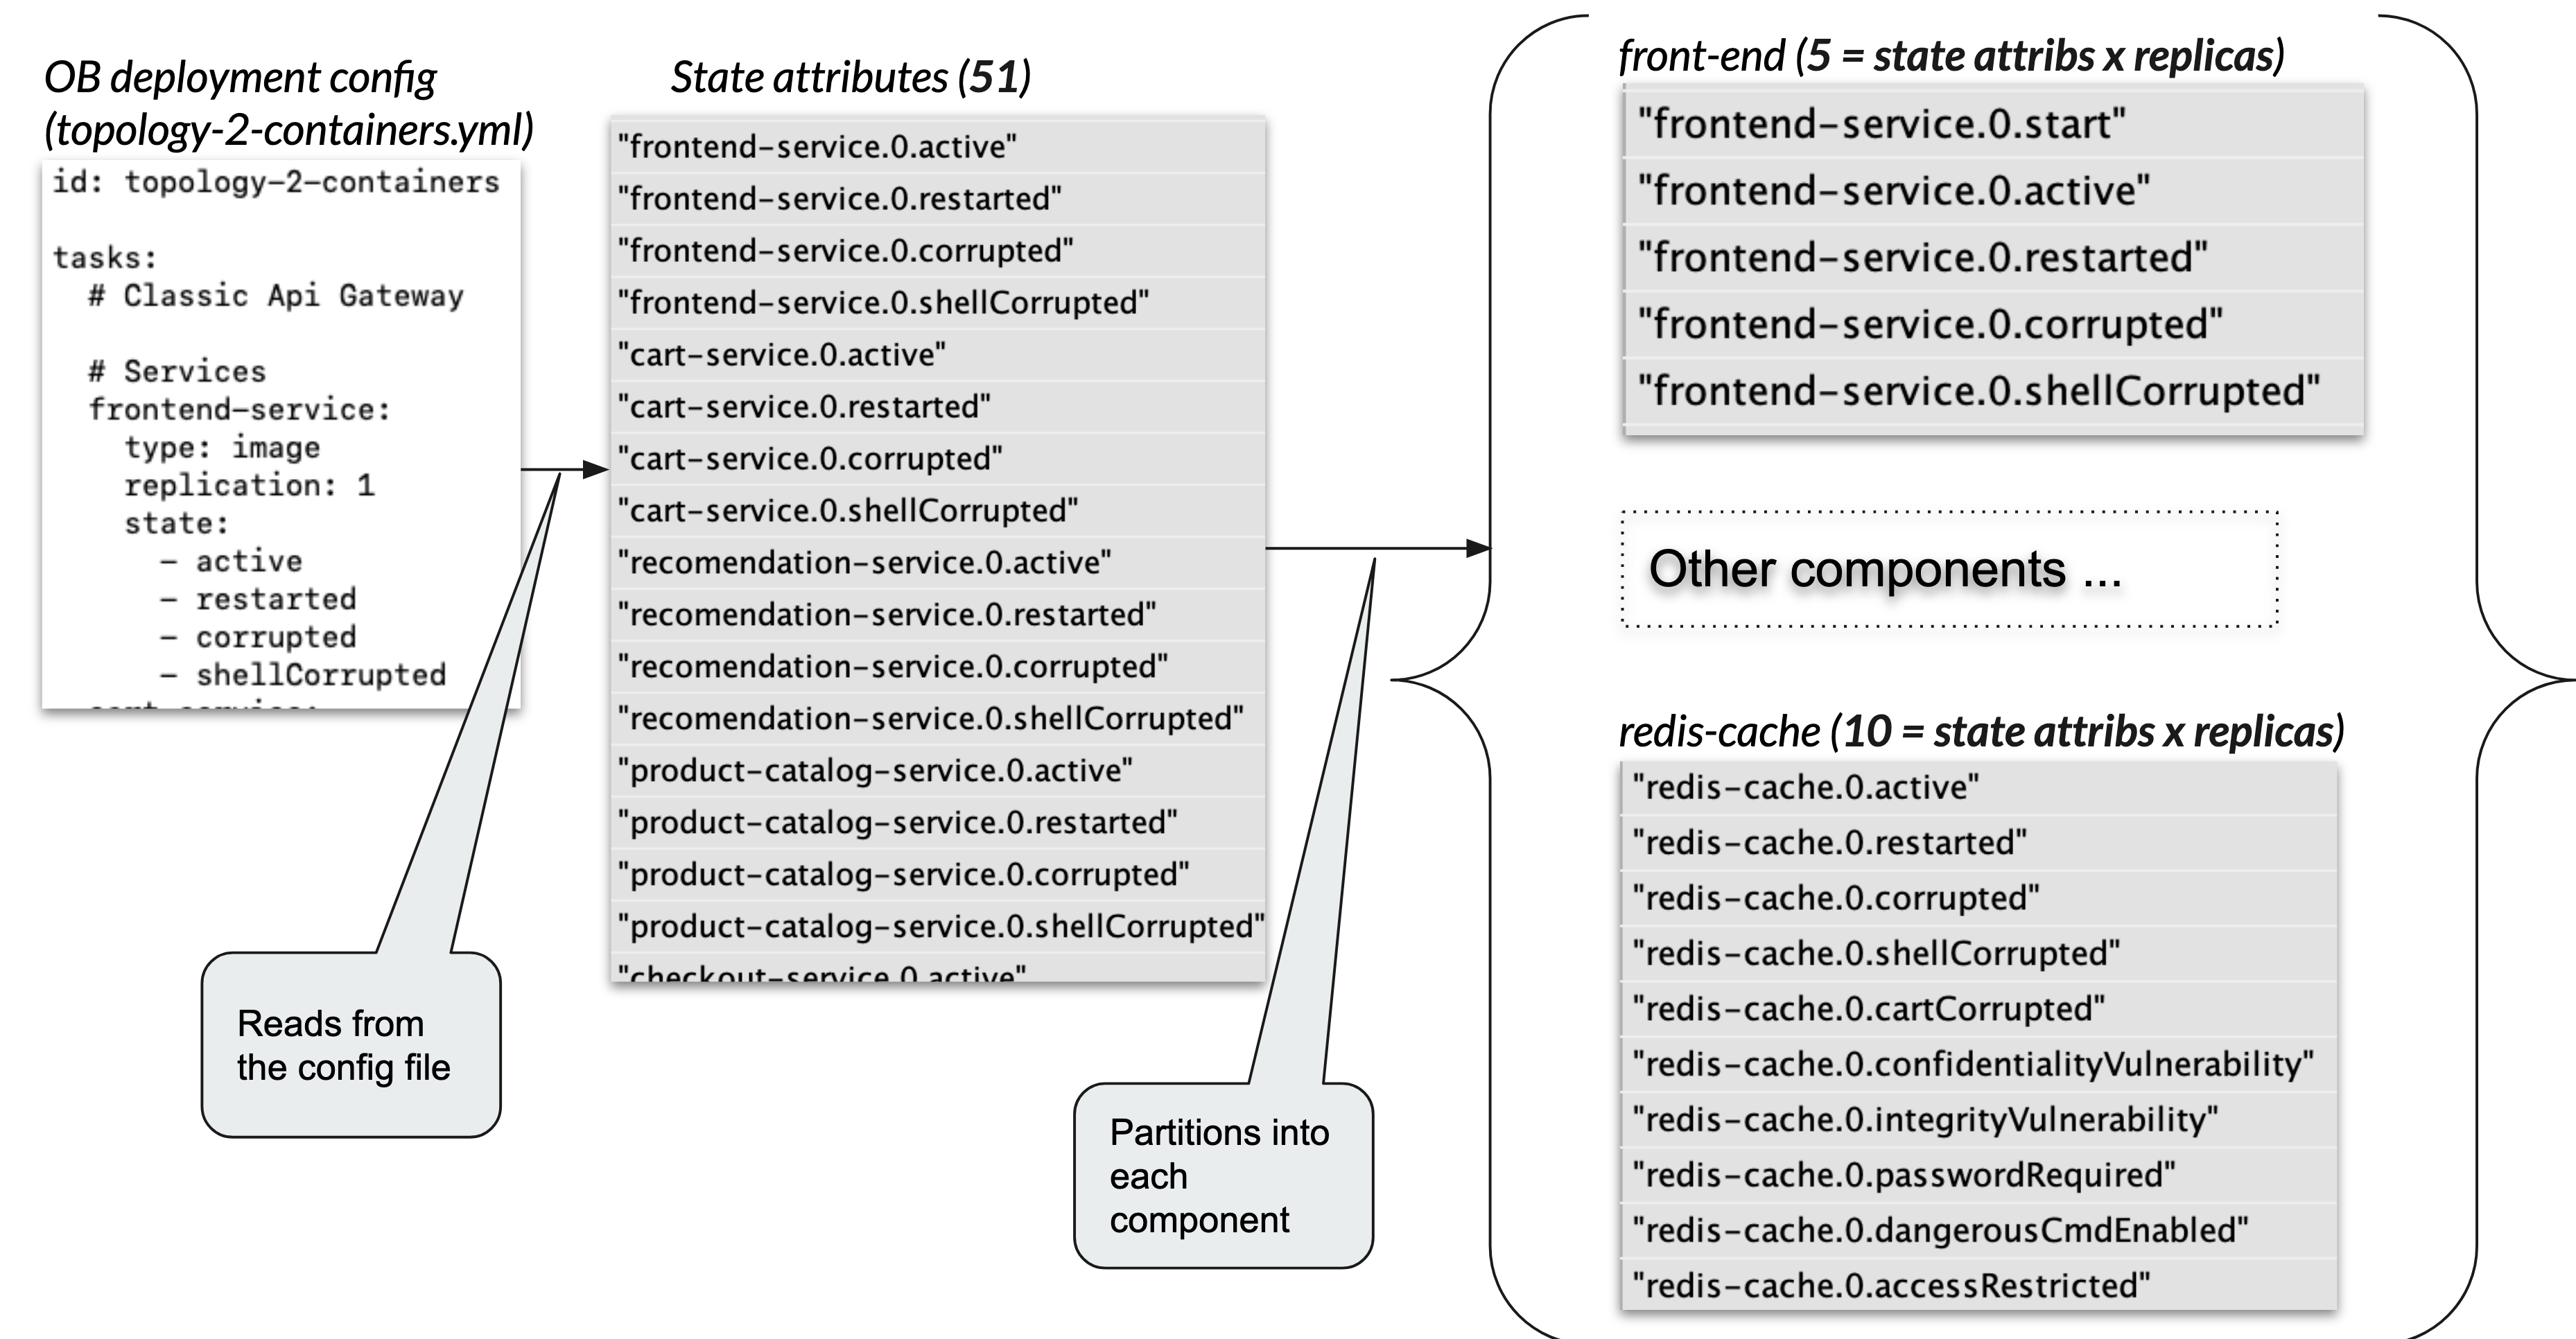 OB deployment config
(topology-2-containers.yml)
id: topology-2-containers
tasks:
# Classic Api Gateway
# Services
frontend-service:
type: image
replication: 1
state:
- active
- restarted
- corrupted
- shellCorrupted
Reads from
the config file
State attributes (51)
"frontend-service.0.active"
"frontend-service.0.restarted"
"frontend-service.0.corrupted"
"frontend-service.0.shellCorrupted"
"cart-service.0.active"
"cart-service.0.restarted"
"cart-service.0.corrupted"
"cart-service.0.shellCorrupted"
"recomendation-service.0.active"
"recomendation-service.0.restarted"
"recomendation-service.0.corrupted"
"recomendation-service.0.shellCorrupted"
"product-catalog-service.0.active"
"product-catalog-service.0.restarted"
"product-catalog-service.0.corrupted"
"product-catalog-service.0.shellCorrupted"
"checkout-service.0.active"
Partitions into
each
component
front-end (5 = state attribs x replicas)
"frontend-service.0.start"
"frontend-service.0.active"
"frontend-service.0.restarted"
"frontend-service.0.corrupted"
"frontend-service.0.shellCorrupted"
Other components ...
redis-cache (10 = state attribs x replicas)
"redis-cache.0.active"
"redis-cache.0.restarted"
"redis-cache.0.corrupted"
"redis-cache.0.shellCorrupted"
"redis-cache.0.cartCorrupted"
"redis-cache.0.confidentialityVulnerability"
"redis-cache.0.integrityVulnerability"
"redis-cache.0.passwordRequired"
"redis-cache.0.dangerousCmdEnabled"
"redis-cache.0.accessRestricted"